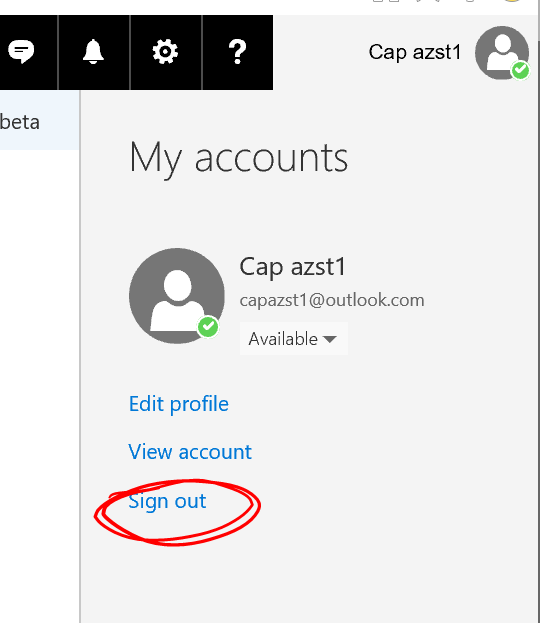 ?
Cap azst1
beta
My accounts
Cap azst1
capazst1@outlook.com
Available
Edit profile
View account
Sign out